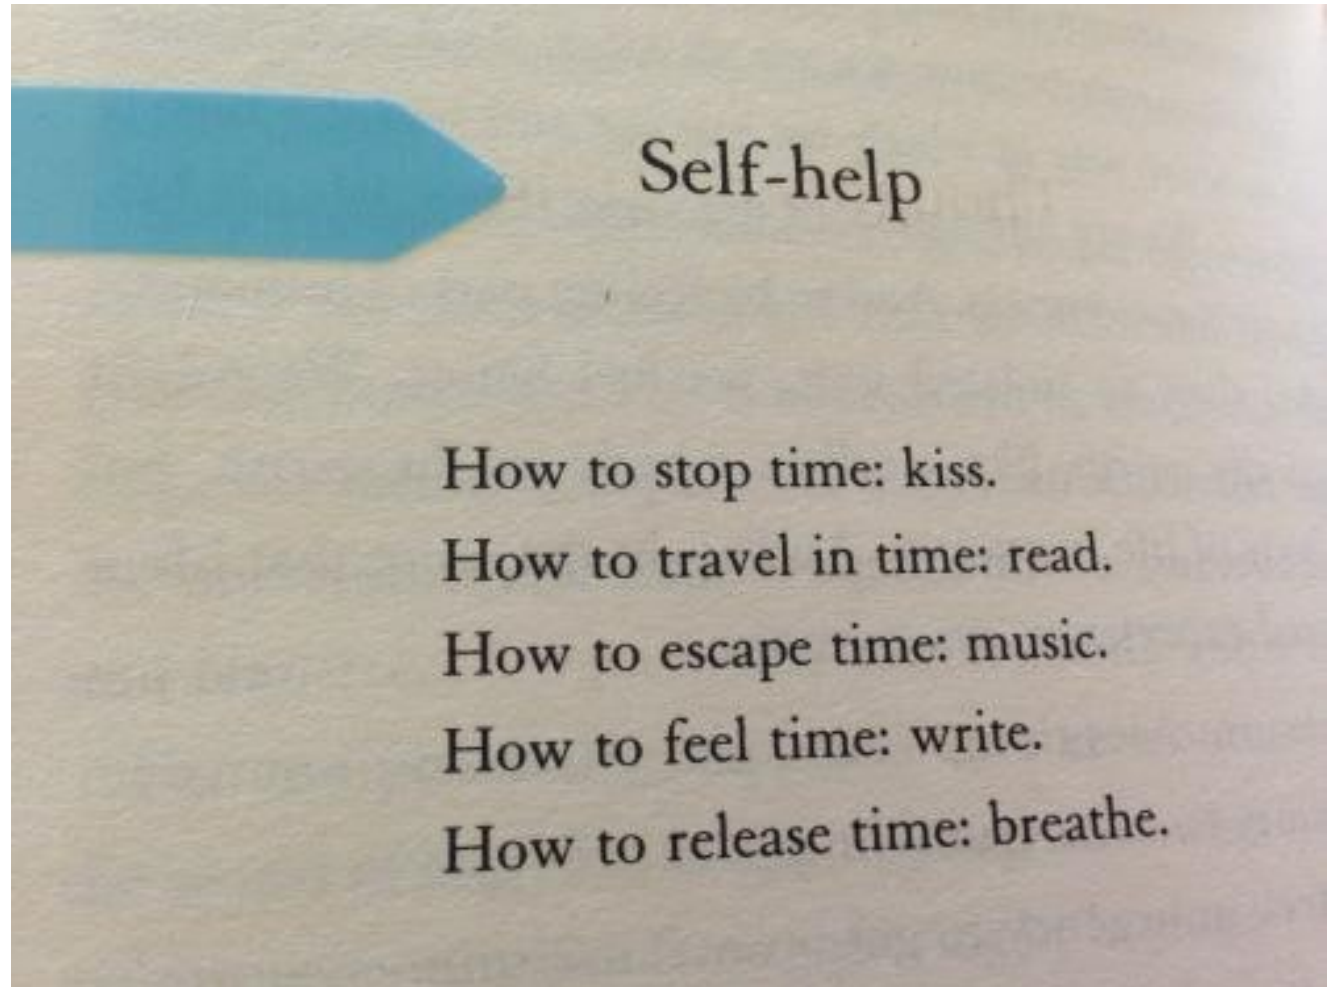 Self-help
How to stop time: kiss.
How to travel in time: read.
How to escape time: music.
How to feel time: write.
How to release time: breathe.